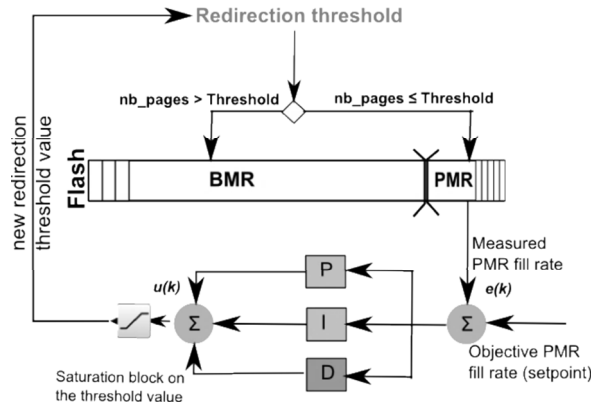 Redirection threshold
nb_pages > Threshold
nb_pages ≤ Threshold
Flash
BMR
PMR
new redirection
threshold value
Measured
PMR fill rate
e(k)
u(k)
P
I
D
Σ
Σ
Objective PMR
fill rate (setpoint)
Saturation block on
the threshold value